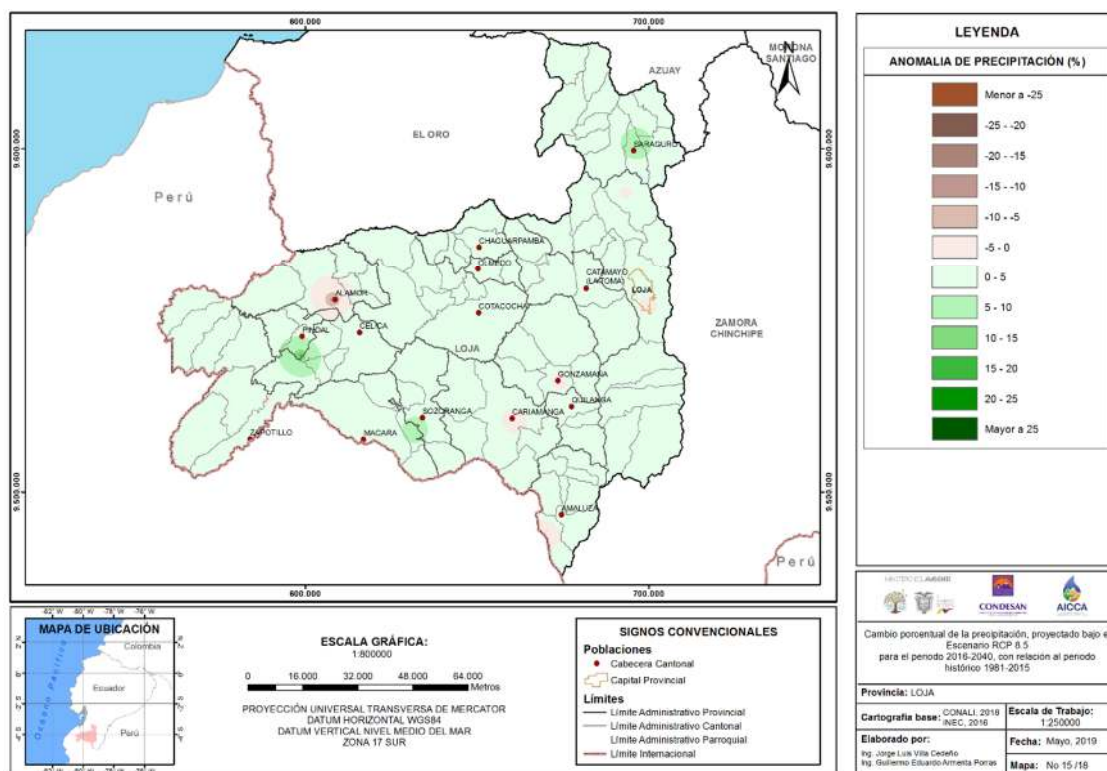 600.000
700.000
9.600.000
9.600.000
9.500.000
9.500.000
MORONA
SANTIAGO
N
AZUAY
EL ORO
SARAGURO
Perú
CHAGUARPAMBA
OLMEDO
CATAMAYO
(LA TOMA)
LOJA
ALAMOR
COTACOCHA
PINDAL
CELICA
LOJA
ZAMORA
CHINCHIPE
GONZAMANA
QUILANGA
SOZORANGA
CARIAMANGA
ZAPOTILLO
MACARA
AMALUZA
Perú
LEYENDA
ANOMALIA DE PRECIPITACIÓN (%)
Menor a -25
-25 - -20
-20 - -15
-15 - -10
-10 - -5
-5 - 0
0 - 5
5 - 10
10 - 15
15 - 20
20 - 25
Mayor a 25
MAPA DE UBICACIÓN
82° W 80° W 78° W 76° W
Colombia
Ecuador
Perú
Océano Pacífico
ESCALA GRÁFICA:
1:800000
0 16.000 32.000 48.000 64.000
Metros
PROYECCIÓN UNIVERSAL TRANSVERSA DE MERCATOR
DATUM HORIZONTAL WGS84
DATUM VERTICAL NIVEL MEDIO DEL MAR
ZONA 17 SUR
SIGNOS CONVENCIONALES
Poblaciones
Cabecera Cantonal
Capital Provincial
Límites
Límite Administrativo Provincial
Límite Administrativo Cantonal
Límite Administrativo Parroquial
Límite Internacional
MINISTERIO DEL AMBIENTE
CONDESAN
AICCA
Cambio porcentual de la precipitación, proyectado bajo el
Escenario RCP 8.5
para el periodo 2016-2040, con relación al periodo
histórico 1981-2015
Provincia: LOJA
Cartografía base: CONALI, 2018
INEC, 2016
Escala de Trabajo:
1:250000
Elaborado por:
Ing. Jorge Luis Villa Cedeño
Ing. Guillermo Eduardo Armenta Porras
Fecha: Mayo, 2019
Mapa: No 15 /18